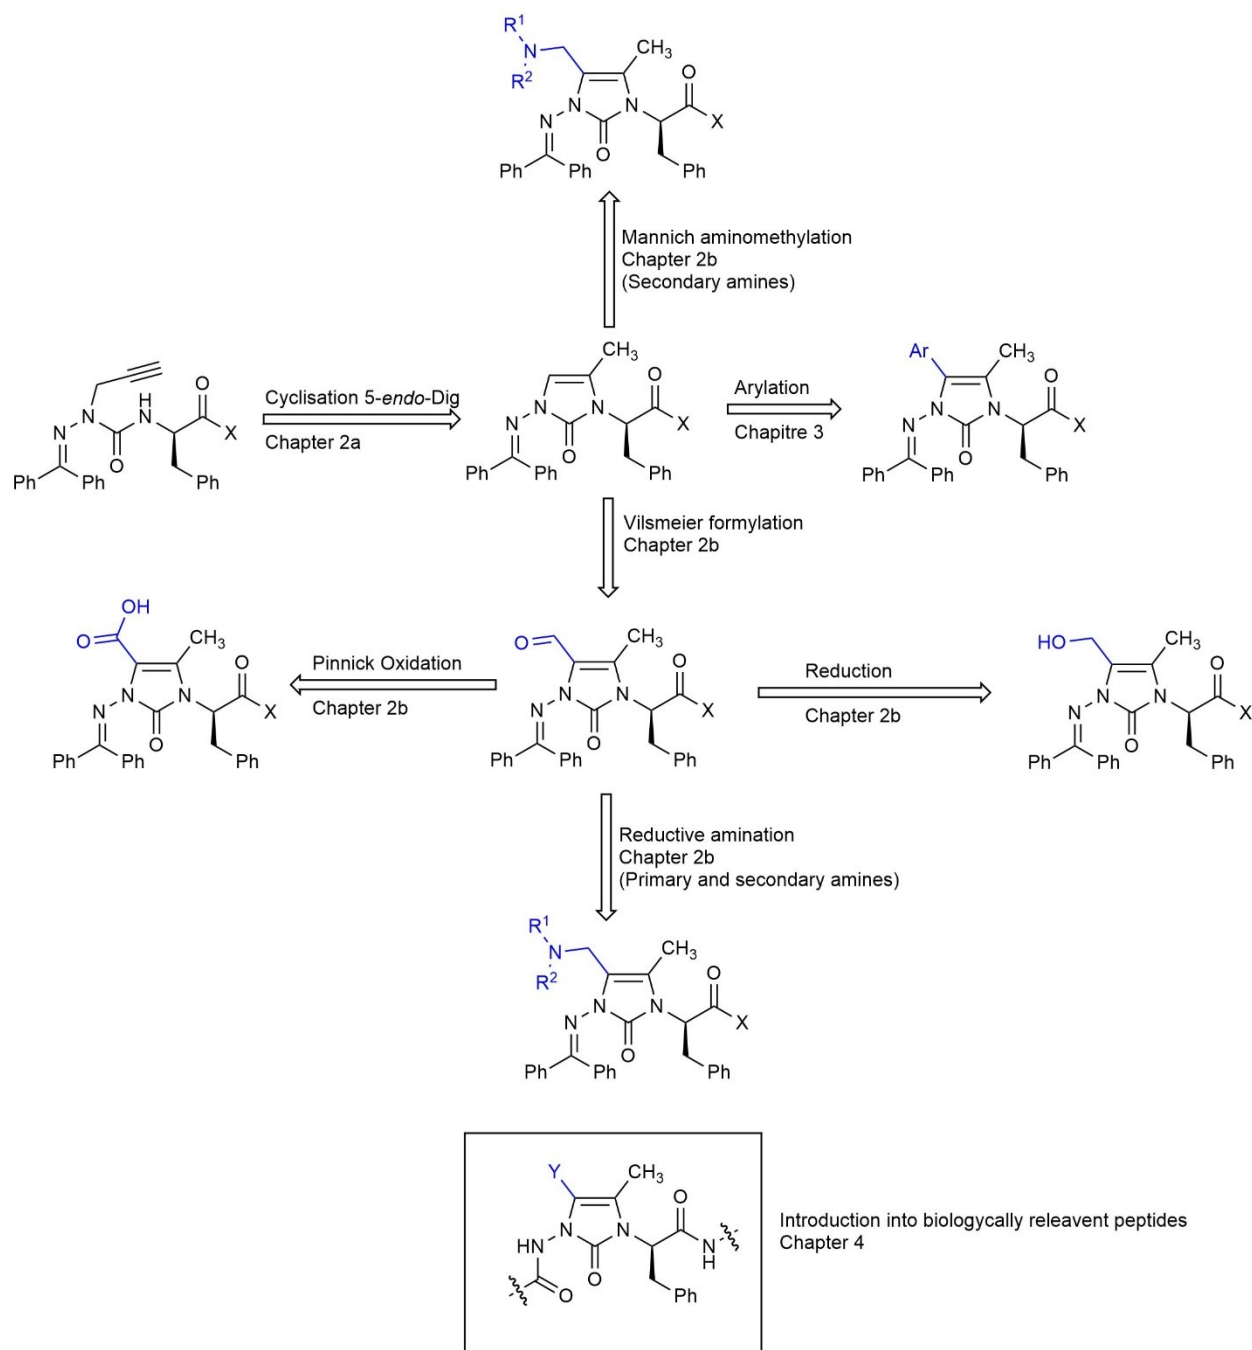 R¹
N CH₃
R² O
N N X
N
O
Ph Ph Ph
Mannich aminomethylation
Chapter 2b
(Secondary amines)
H O
N N X
N O
Ph Ph Ph
Cyclisation 5-endo-Dig
Chapter 2a
CH₃
O
N N X
N O
Ph Ph Ph
Arylation
Chapitre 3
Ar CH₃
O
N N X
N O
Ph Ph Ph
Vilsmeier formylation
Chapter 2b
OH
O CH₃
O
N N X
N O
Ph Ph Ph
Pinnick Oxidation
Chapter 2b
O CH₃
O
N N X
N O
Ph Ph Ph
Reduction
Chapter 2b
HO CH₃
O
N N X
N O
Ph Ph Ph
Reductive amination
Chapter 2b
(Primary and secondary amines)
R¹
N CH₃
R² O
N N X
N O
Ph Ph Ph
Y CH₃
O
N N
HN O N
H
O Ph
Introduction into biologycally releavent peptides
Chapter 4